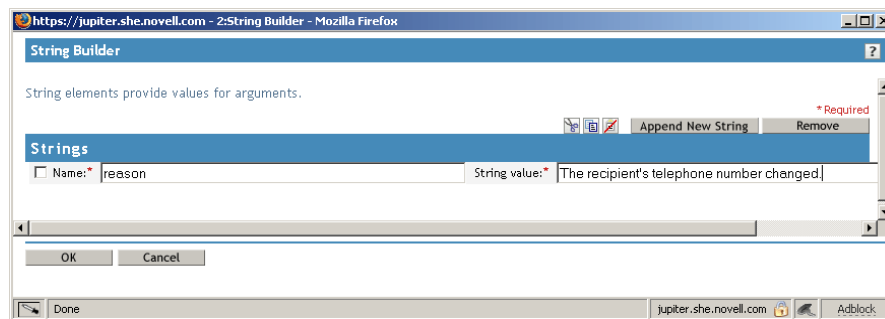 https://jupiter.she.novell.com - 2:String Builder - Mozilla Firefox
String Builder ?
String elements provide values for arguments.
* Required
Append New String Remove
Strings
Name:* reason String value:* The recipient's telephone number changed.
OK Cancel
Done jupiter.she.novell.com Adblock